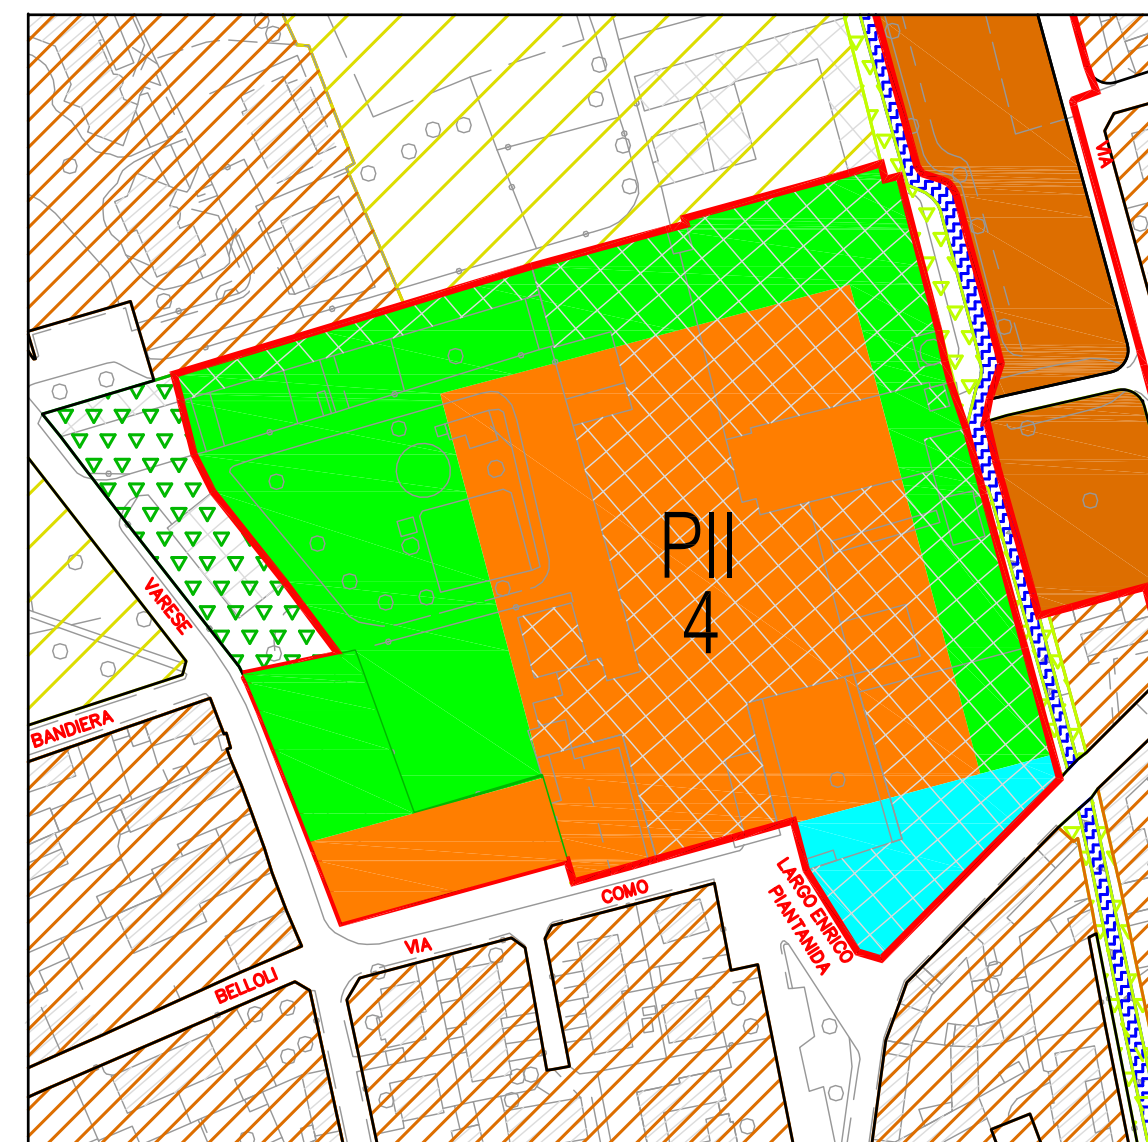 VIA
PII
4
VARESE
BANDIERA
COMO
VIA
LARGO ENRICO
PIANTANIDA
BELLOLI